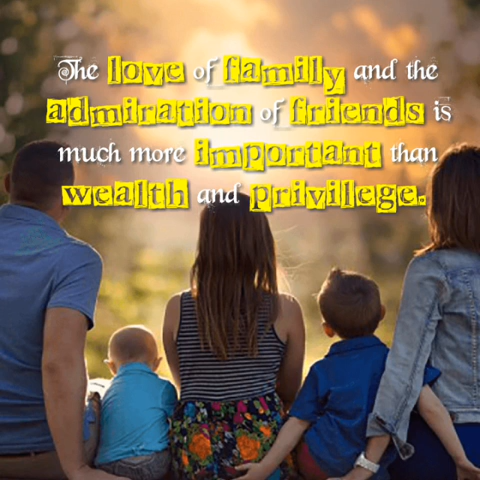 The love of family and the
admiration of friends is
much more important than
wealth and privilege.